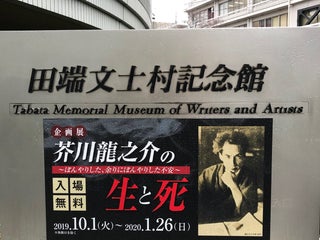 田端文士村記念館
Tabata Memorial Museum of Writers and Artists
企画展
芥川龍之介の
～ぼんやりした、余りにぼんやりした不安～
生と死
入場
無料
2019.10.1(火)～2020.1.26(日)